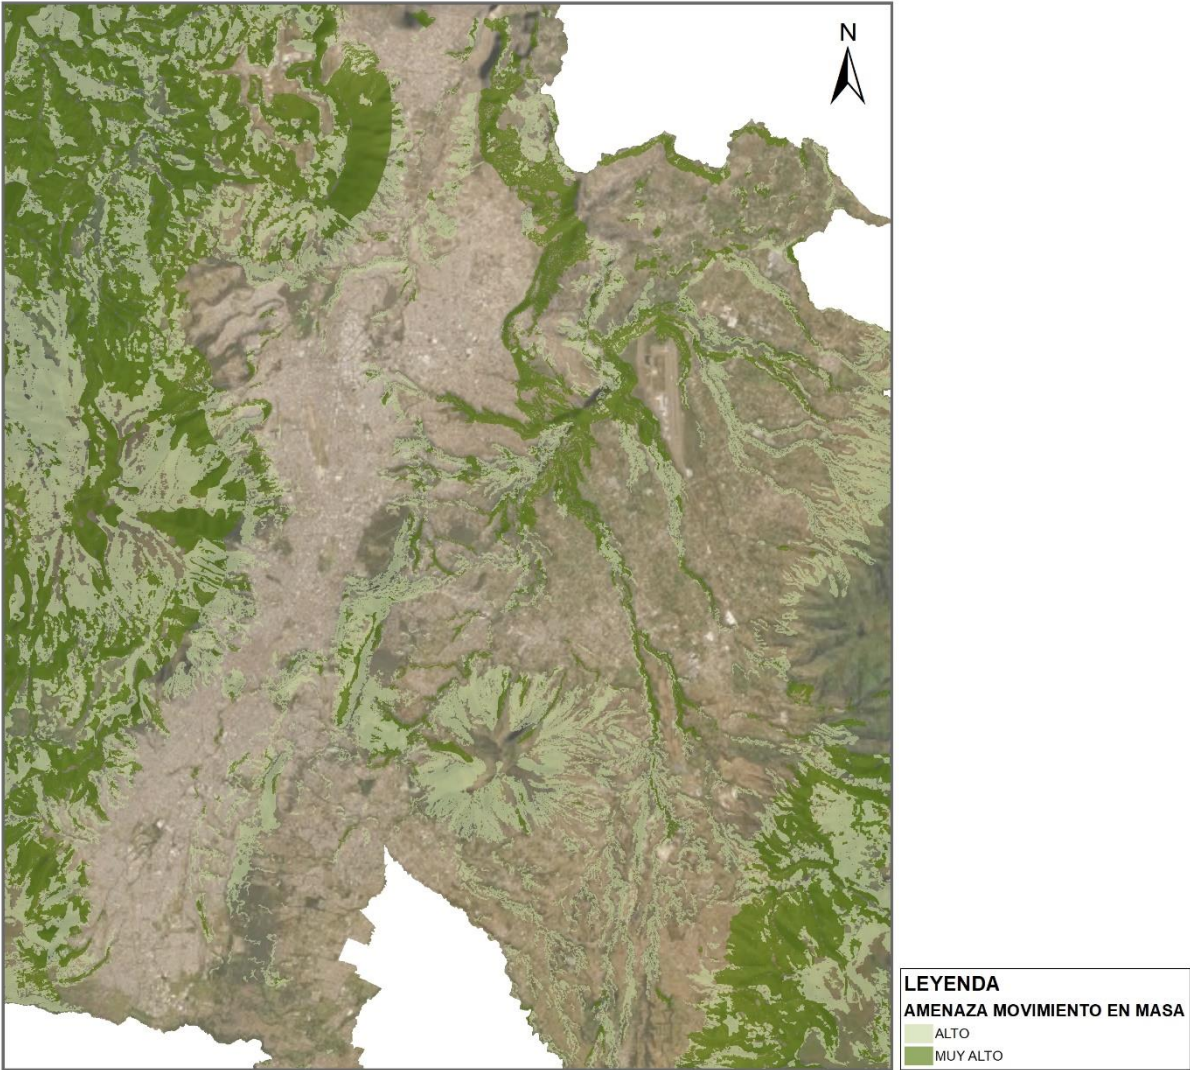 N
LEYENDA
AMENAZA MOVIMIENTO EN MASA
ALTO
MUY ALTO